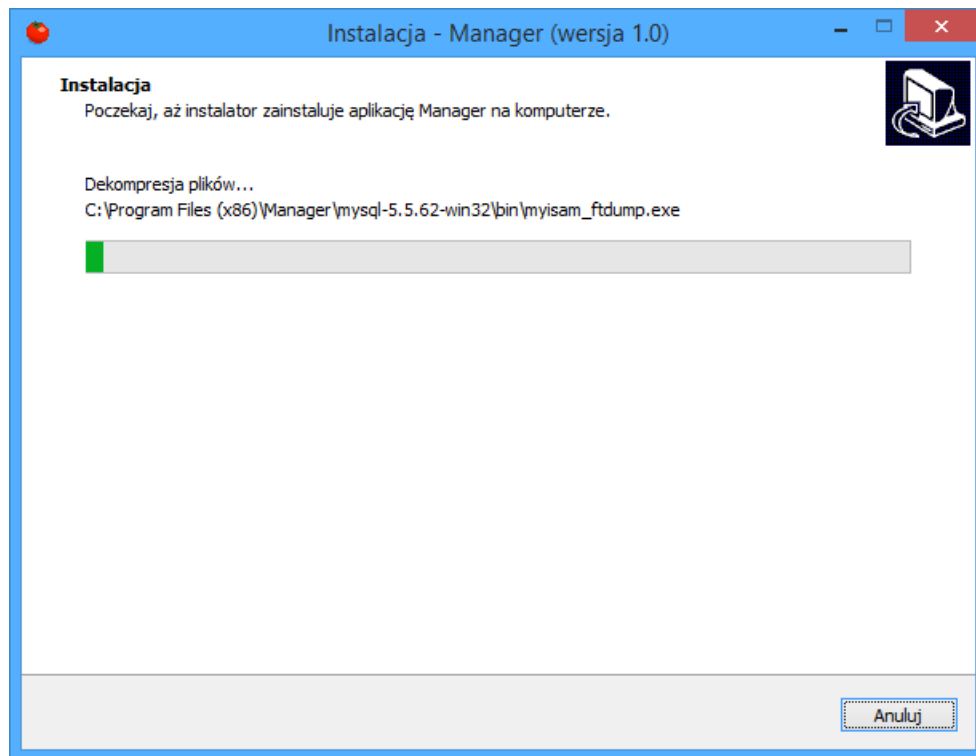 Instalacja - Manager (wersja 1.0)
Instalacja
Poczekaj, aż instalator zainstaluje aplikację Manager na komputerze.
Dekompresja plików...
C:\Program Files (x86)\Manager\mysql-5.5.62-win32\bin\myisam_ftdump.exe
Anuluj